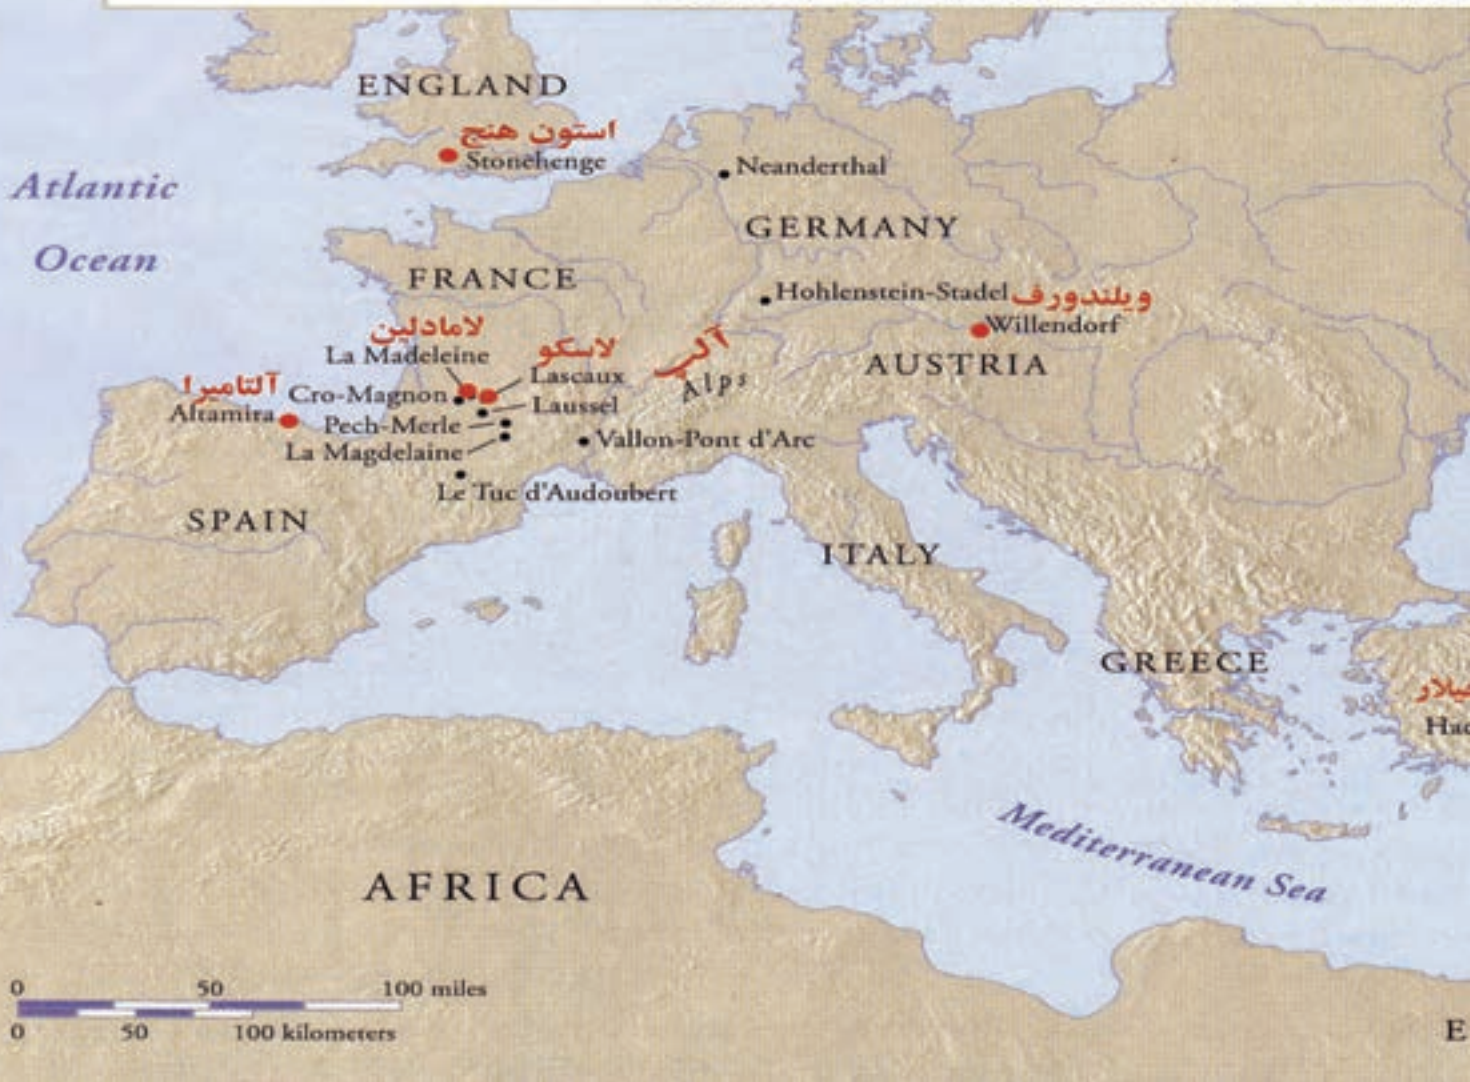 ENGLAND
استون هنج
Stonehenge
Neanderthal
Atlantic
Ocean
GERMANY
FRANCE
Hohlenstein-Stadel
ویلندورف
Willendorf
لامادلین
La Madeleine
لاسکو
Lascaux
آلپ
Alps
AUSTRIA
آلتامیرا
Altamira
Cro-Magnon
Laussel
Pech-Merle
La Magdelaine
Vallon-Pont d'Arc
Le Tuc d'Audoubert
SPAIN
ITALY
GREECE
Mediterranean Sea
AFRICA
0 50 100 miles
0 50 100 kilometers